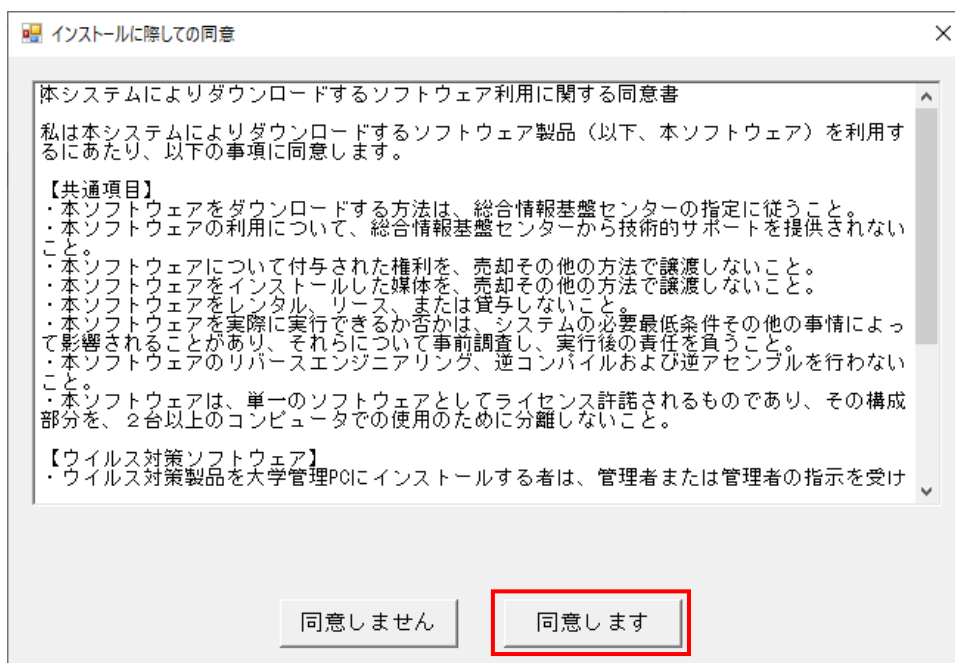 インストールに際しての同意
本システムによりダウンロードするソフトウェア利用に関する同意書
私は本システムによりダウンロードするソフトウェア製品（以下、本ソフトウェア）を利用す
るにあたり、以下の事項に同意します。
【共通項目】
・本ソフトウェアをダウンロードする方法は、総合情報基盤センターの指定に従うこと。
・本ソフトウェアの利用について、総合情報基盤センターから技術的サポートを提供されない
こと。
・本ソフトウェアについて付与された権利を、売却その他の方法で譲渡しないこと。
・本ソフトウェアをインストールした媒体を、売却その他の方法で譲渡しないこと。
・本ソフトウェアをレンタル、リース、または貸与しないこと。
・本ソフトウェアを実際に実行できるか否かは、システムの必要最低条件その他の事情によっ
て影響されることがあり、それらについて事前調査し、実行後の責任を負うこと。
・本ソフトウェアのリバースエンジニアリング、逆コンパイルおよび逆アセンブルを行わない
こと。
・本ソフトウェアは、単一のソフトウェアとしてライセンス許諾されるものであり、その構成
部分を、２台以上のコンピュータでの使用のために分離しないこと。
【ウイルス対策ソフトウェア】
・ウイルス対策製品を大学管理PCにインストールする者は、管理者または管理者の指示を受け
同意しません
同意します